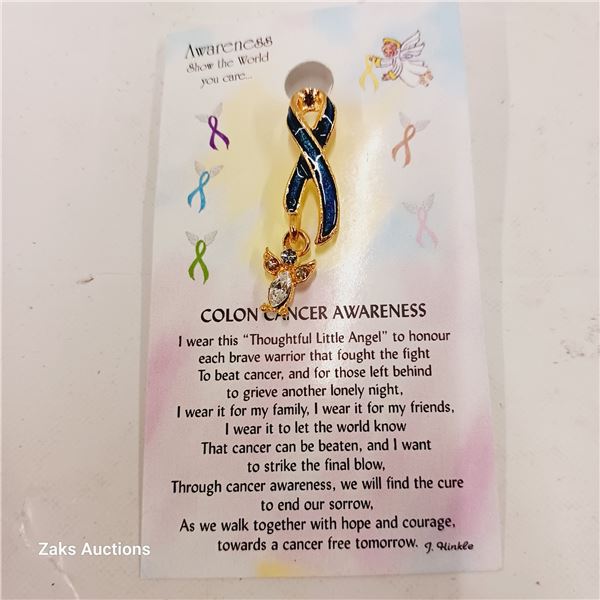 Awareness
Show the World
you care...
COLON CANCER AWARENESS
I wear this “Thoughtful Little Angel” to honour
each brave warrior that fought the fight
To beat cancer, and for those left behind
to grieve another lonely night,
I wear it for my family, I wear it for my friends,
I wear it to let the world know
That cancer can be beaten, and I want
to strike the final blow,
Through cancer awareness, we will find the cure
to end our sorrow,
As we walk together with hope and courage,
towards a cancer free tomorrow. J. Hinkle
Zaks Auctions